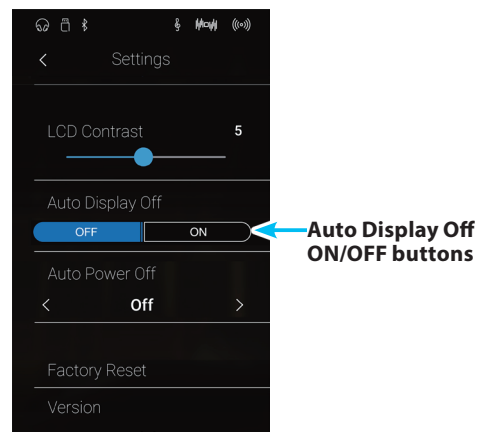 Settings
LCD Contrast 5
Auto Display Off
OFF ON
Auto Display Off
ON/OFF buttons
Auto Power Off
< Off >
Factory Reset
Version